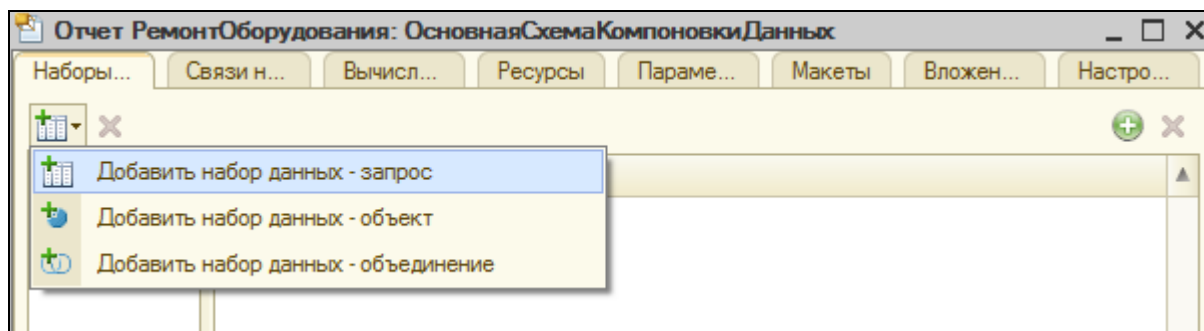 Отчет РемонтОборудования: ОсновнаяСхемаКомпоновкиДанных
Наборы... Связи н... Вычисл... Ресурсы Параме... Макеты Вложен... Настро...
Добавить набор данных - запрос
Добавить набор данных - объект
Добавить набор данных - объединение